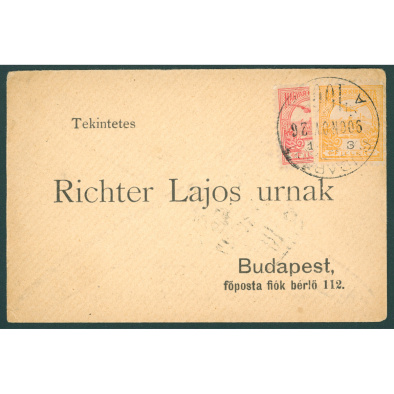 Tekintetes
Richter Lajos urnak
Budapest,
főposta fiók bérlő 112.